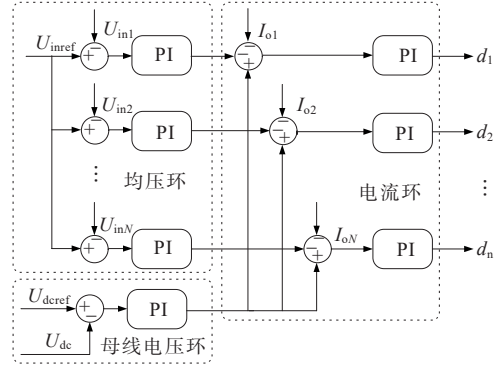 U_inref + − U_in1 PI − − + I_o1 PI d_1
U_in2 − + PI I_o2 − − + PI d_2
⋮ 均压环 电流环 ⋮
U_inN − + PI I_oN − − + PI d_n
U_dcref + − PI
U_dc 母线电压环